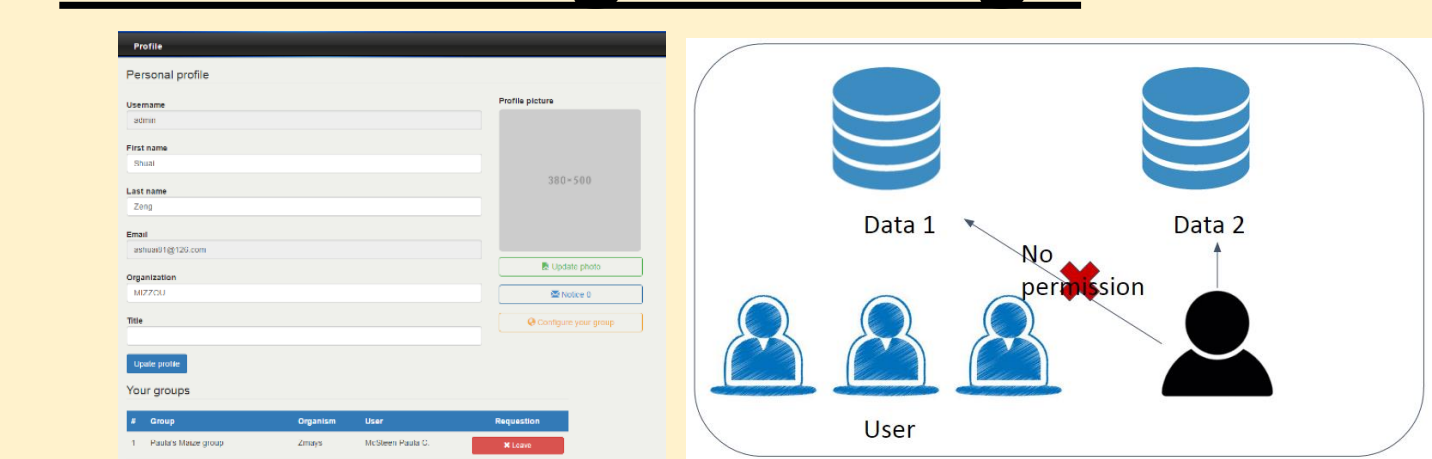 Profile
Personal profile
Username
admin
First name
Shuai
Last name
Zeng
Email
ashuai01@126.com
Organization
MIZZOU
Title
Upale profile
Profile picture
380×500
Update photo
Notice 0
Configure your group
Your groups
# Group Organism User Requestion
1 Paula's Maize group Zmays McSteen Paula C. Leave
Data 1
Data 2
No
permission
User